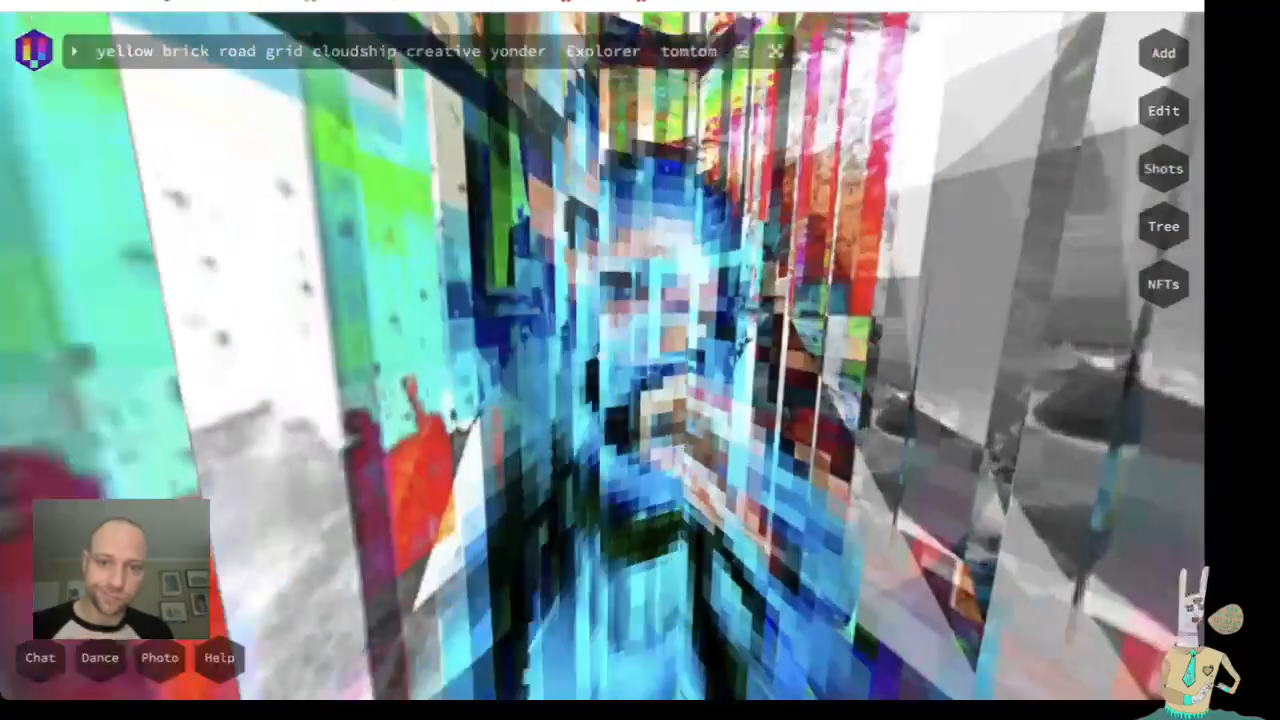 yellow brick road grid cloudship creative yonder Explorer tomtom
Add
Edit
Shots
Tree
NFTs
Chat Dance Photo Help